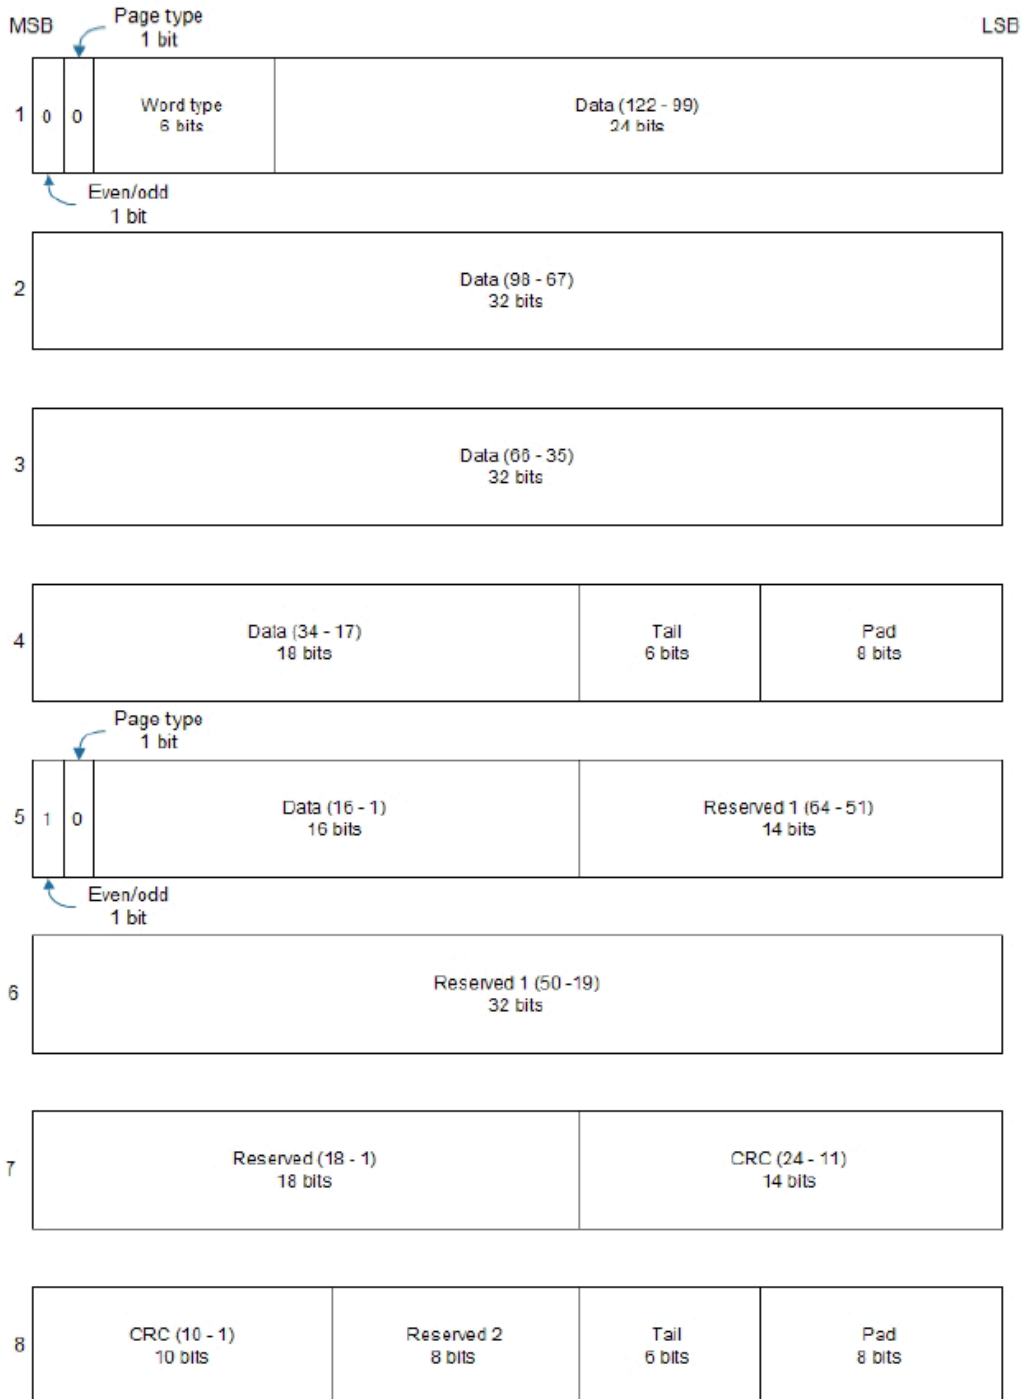 MSB
Page type
1 bit
LSB
1
0
0
Word type
6 bits
Data (122 - 99)
24 bits
Even/odd
1 bit
2
Data (98 - 67)
32 bits
3
Data (66 - 35)
32 bits
4
Data (34 - 17)
18 bits
Tail
6 bits
Pad
8 bits
Page type
1 bit
5
1
0
Data (16 - 1)
16 bits
Reserved 1 (64 - 51)
14 bits
Even/odd
1 bit
6
Reserved 1 (50 -19)
32 bits
7
Reserved (18 - 1)
18 bits
CRC (24 - 11)
14 bits
8
CRC (10 - 1)
10 bits
Reserved 2
8 bits
Tail
6 bits
Pad
8 bits